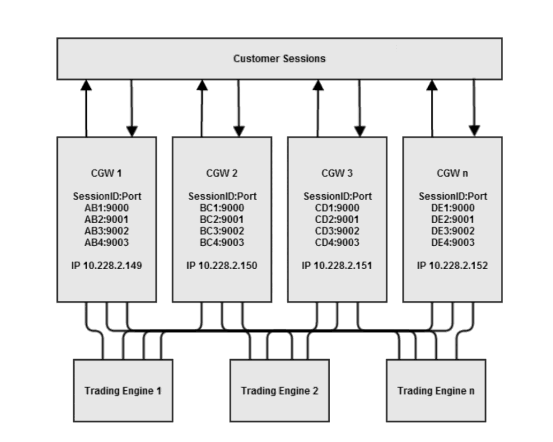 Customer Sessions
CGW 1
SessionID:Port
AB1:9000
AB2:9001
AB3:9002
AB4:9003
IP 10.228.2.149
CGW 2
SessionID:Port
BC1:9000
BC2:9001
BC3:9002
BC4:9003
IP 10.228.2.150
CGW 3
SessionID:Port
CD1:9000
CD2:9001
CD3:9002
CD4:9003
IP 10.228.2.151
CGW n
SessionID:Port
DE1:9000
DE2:9001
DE3:9002
DE4:9003
IP 10.228.2.152
Trading Engine 1
Trading Engine 2
Trading Engine n